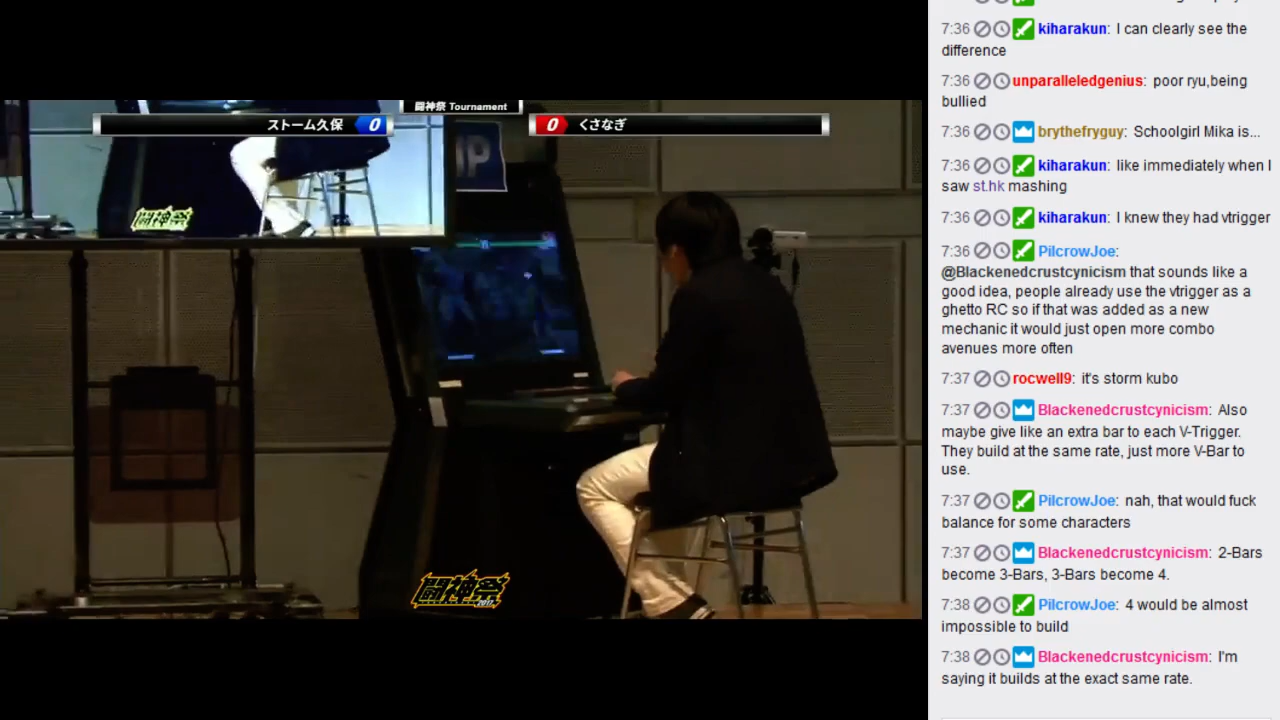 闘神祭 Tournament
ストーム久保 0
0 くさなぎ
IP
闘神祭
闘神祭
2017
7:36 kiharakun: I can clearly see the
difference
7:36 unparalleledgenius: poor ryu,being
bullied
7:36 brythefryguy: Schoolgirl Mika is...
7:36 kiharakun: like immediately when I
saw st.hk mashing
7:36 kiharakun: I knew they had vtrigger
7:36 PilcrowJoe:
@Blackenedcrustcynicism that sounds like a
good idea, people already use the vtrigger as a
ghetto RC so if that was added as a new
mechanic it would just open more combo
avenues more often
7:37 rocwell9: it's storm kubo
7:37 Blackenedcrustcynicism: Also
maybe give like an extra bar to each V-Trigger.
They build at the same rate, just more V-Bar to
use.
7:37 PilcrowJoe: nah, that would fuck
balance for some characters
7:37 Blackenedcrustcynicism: 2-Bars
become 3-Bars, 3-Bars become 4.
7:38 PilcrowJoe: 4 would be almost
impossible to build
7:38 Blackenedcrustcynicism: I'm
saying it builds at the exact same rate.